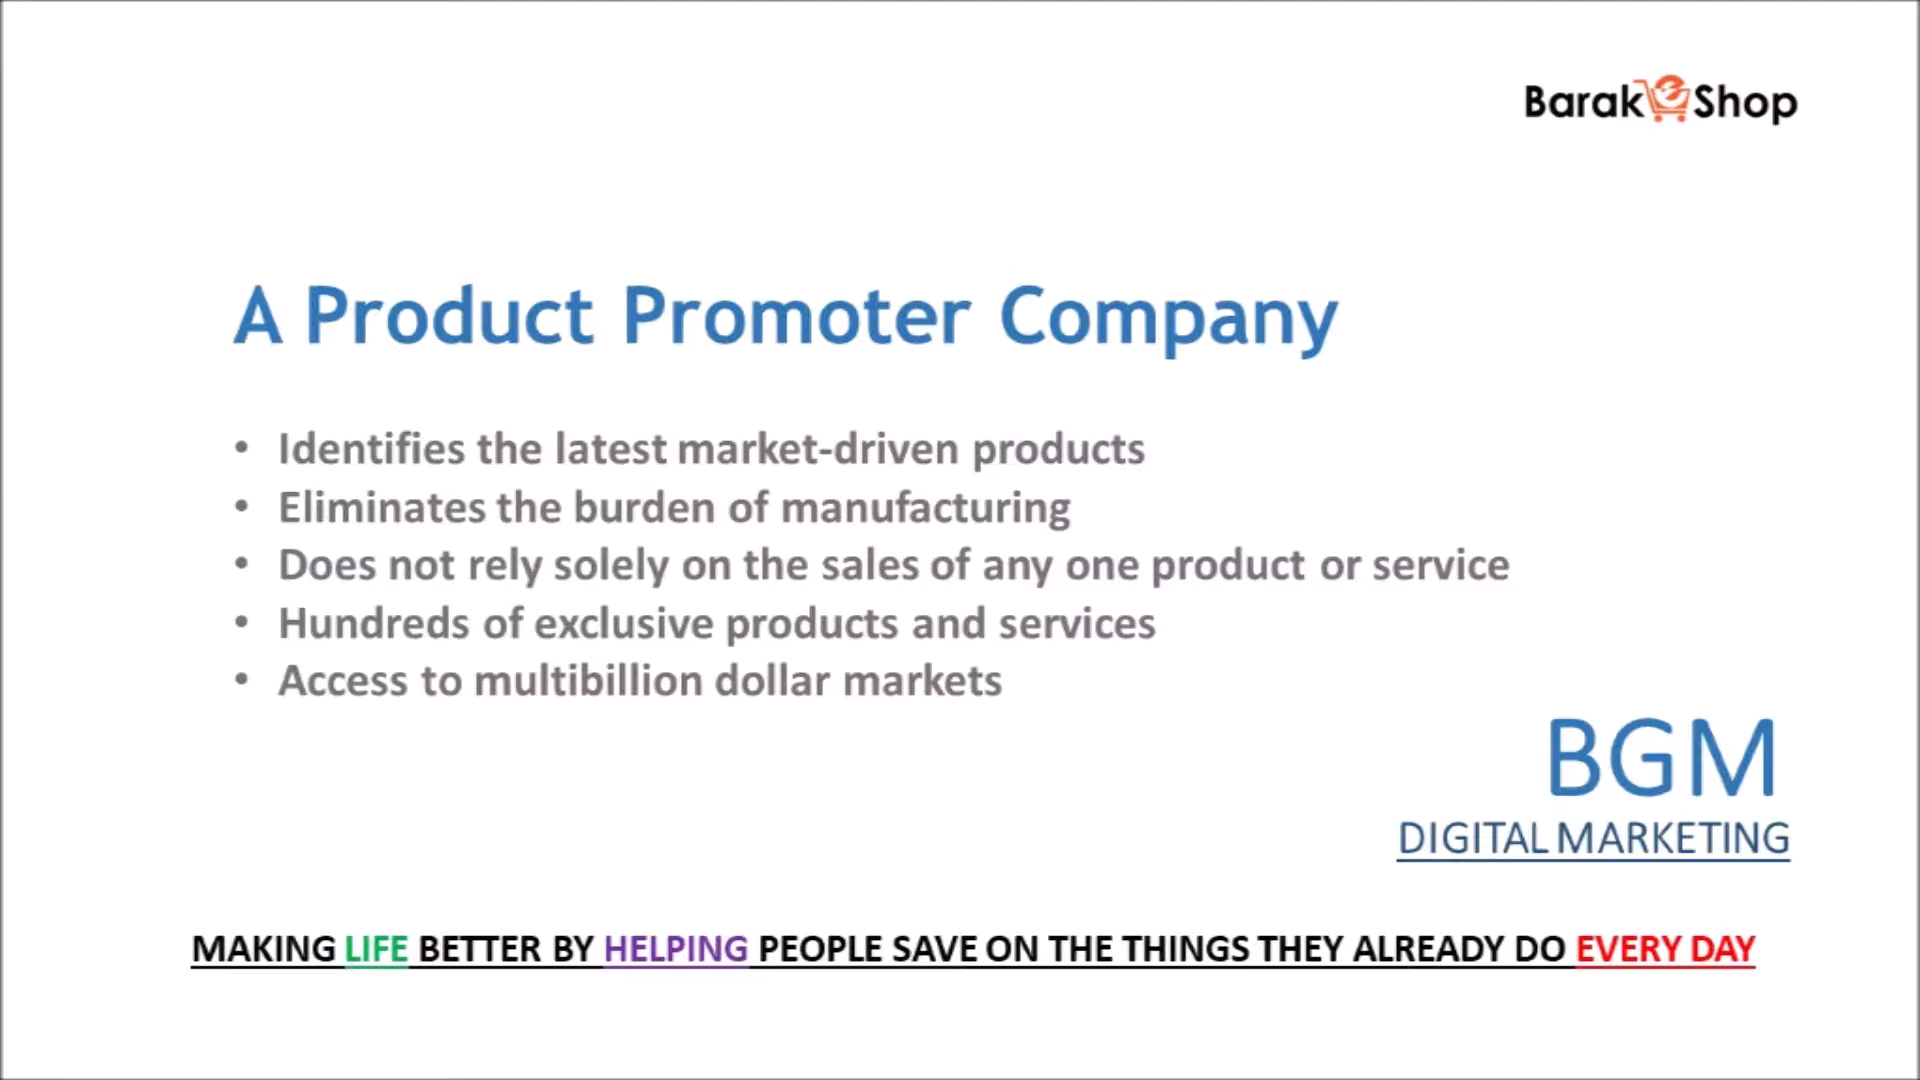 Barak e Shop
A Product Promoter Company
• Identifies the latest market-driven products
• Eliminates the burden of manufacturing
• Does not rely solely on the sales of any one product or service
• Hundreds of exclusive products and services
• Access to multibillion dollar markets
BGM
DIGITAL MARKETING
MAKING LIFE BETTER BY HELPING PEOPLE SAVE ON THE THINGS THEY ALREADY DO EVERY DAY